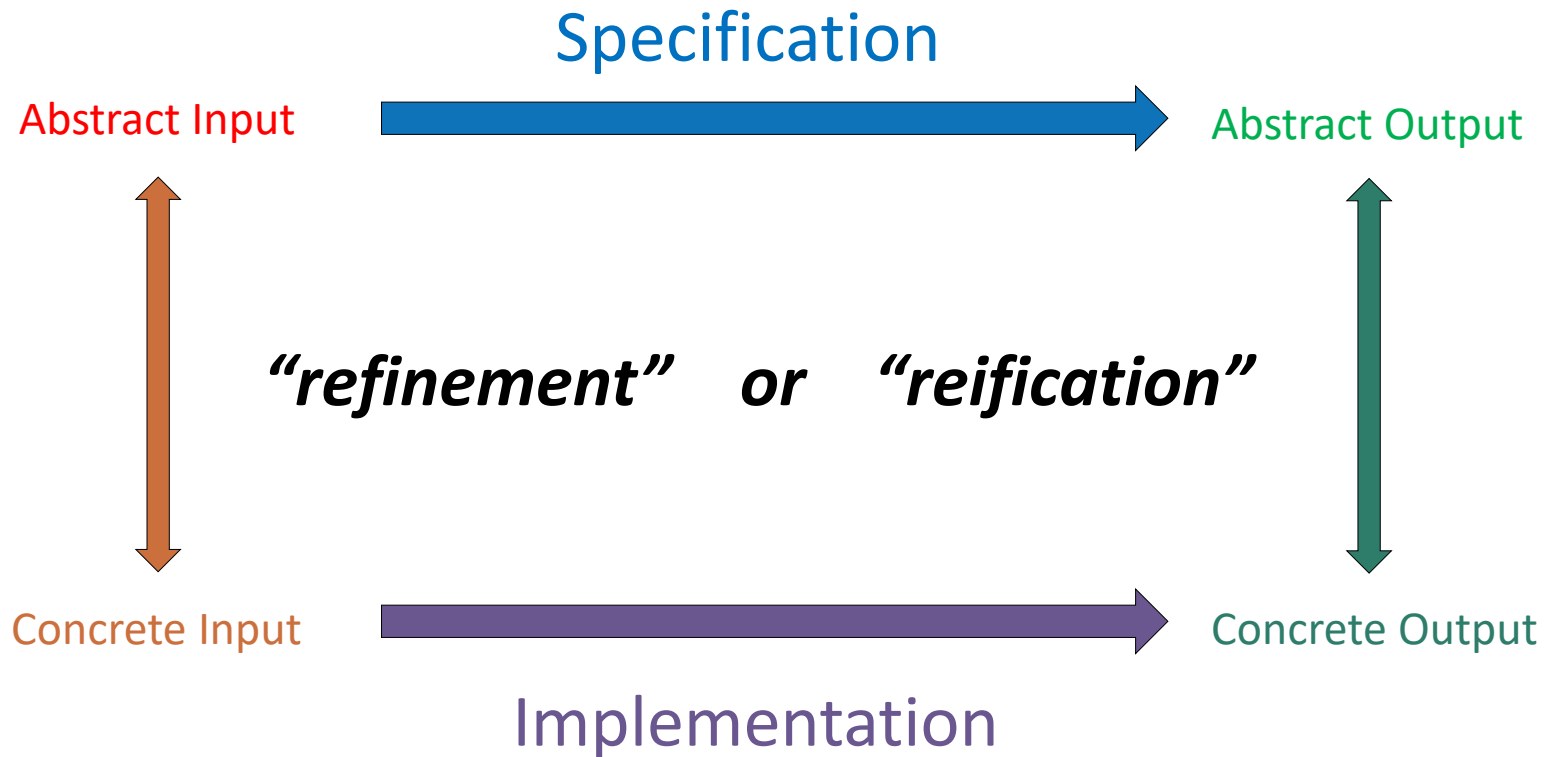 Specification
Abstract Input
Abstract Output
“refinement” or “reification”
Concrete Input
Concrete Output
Implementation